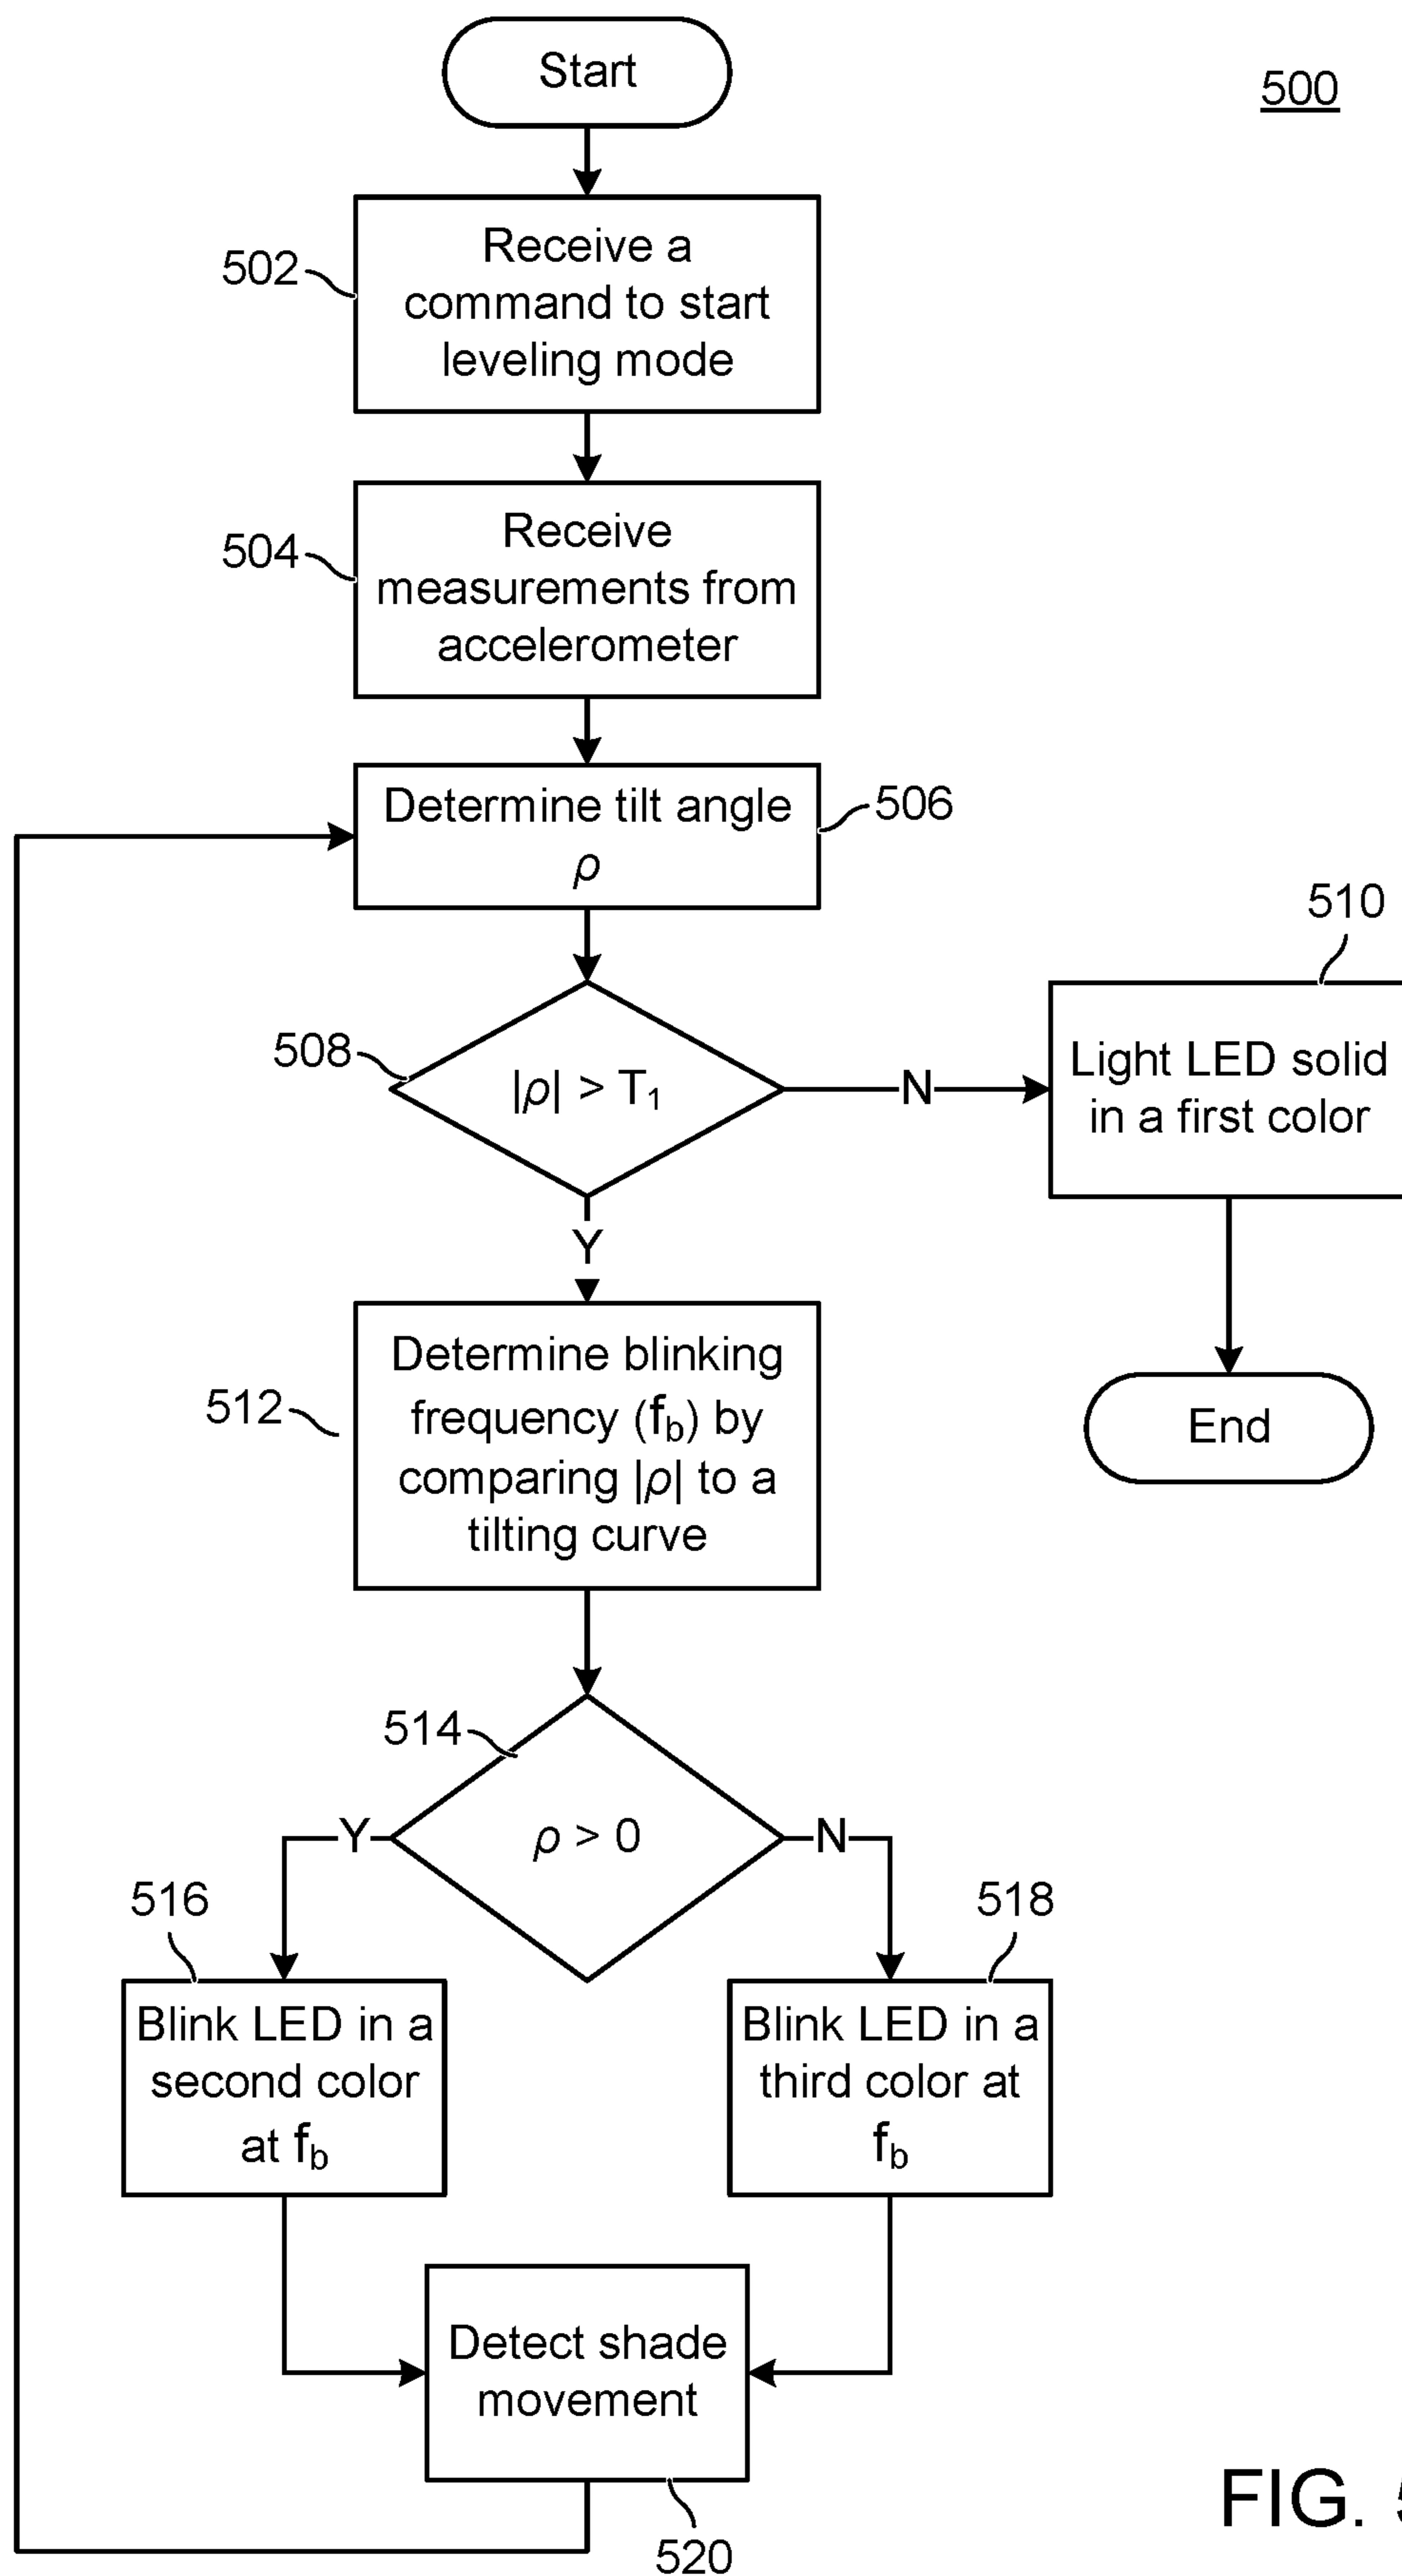 Start
500
502
Receive a
command to start
leveling mode
504
Receive
measurements from
accelerometer
Determine tilt angle
ρ
506
508
|ρ| > T₁
N
510
Light LED solid
in a first color
Y
End
512
Determine blinking
frequency (f_b) by
comparing |ρ| to a
tilting curve
514
ρ > 0
Y
N
516
Blink LED in a
second color
at f_b
518
Blink LED in a
third color at
f_b
Detect shade
movement
520
FIG. 5